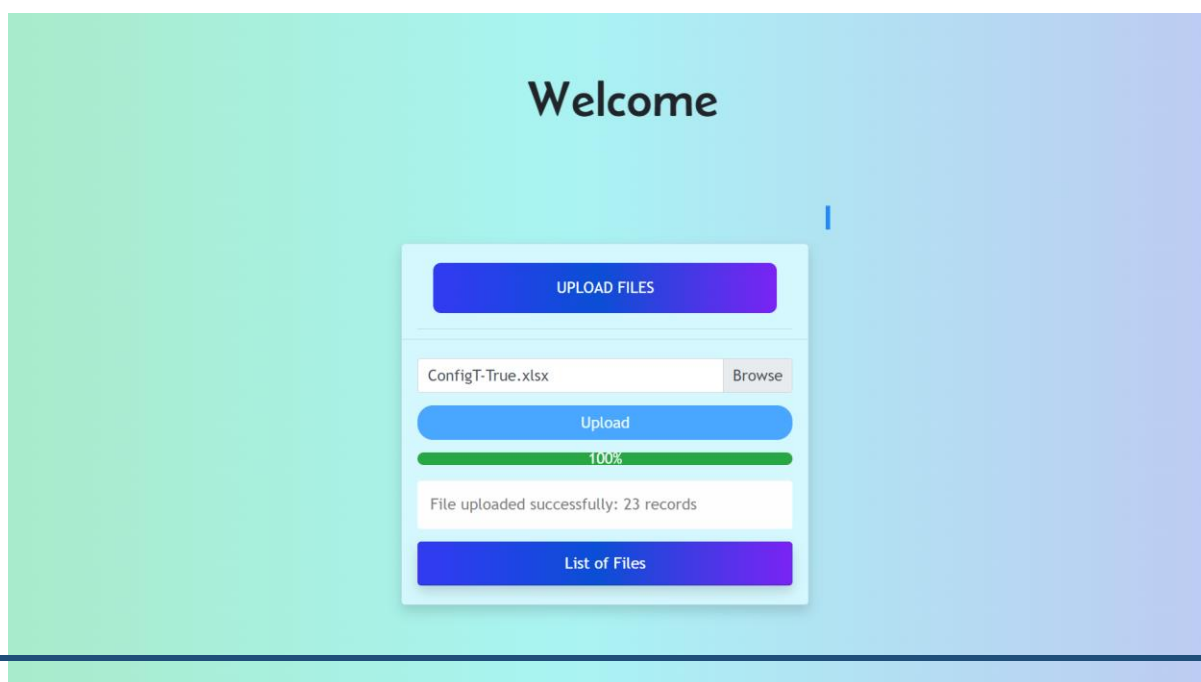 Welcome
UPLOAD FILES
ConfigT-True.xlsx Browse
Upload
100%
File uploaded successfully: 23 records
List of Files